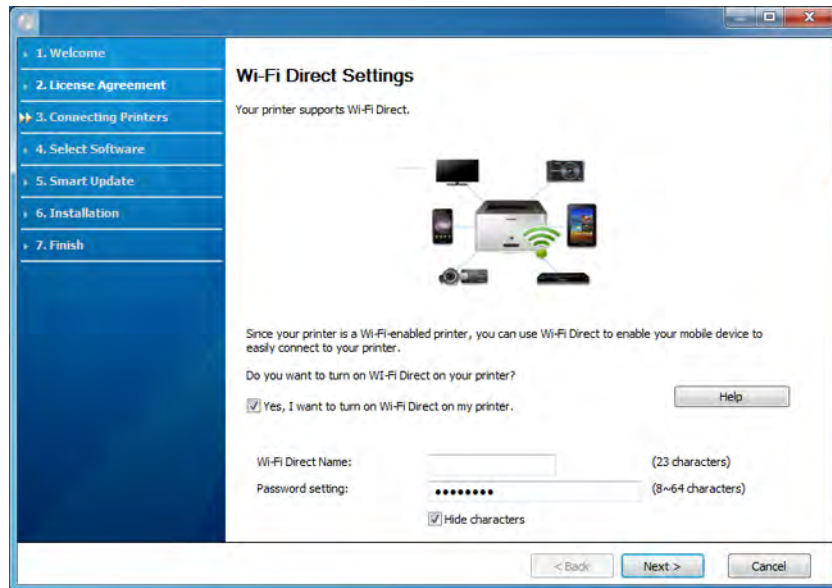 1. Welcome
2. License Agreement
3. Connecting Printers
4. Select Software
5. Smart Update
6. Installation
7. Finish
Wi-Fi Direct Settings
Your printer supports Wi-Fi Direct.
Since your printer is a Wi-Fi-enabled printer, you can use Wi-Fi Direct to enable your mobile device to
easily connect to your printer.
Do you want to turn on WI-Fi Direct on your printer?
Yes, I want to turn on Wi-Fi Direct on my printer.
Help
Wi-Fi Direct Name: (23 characters)
Password setting: ●●●●●●●● (8~64 characters)
Hide characters
< Back Next > Cancel